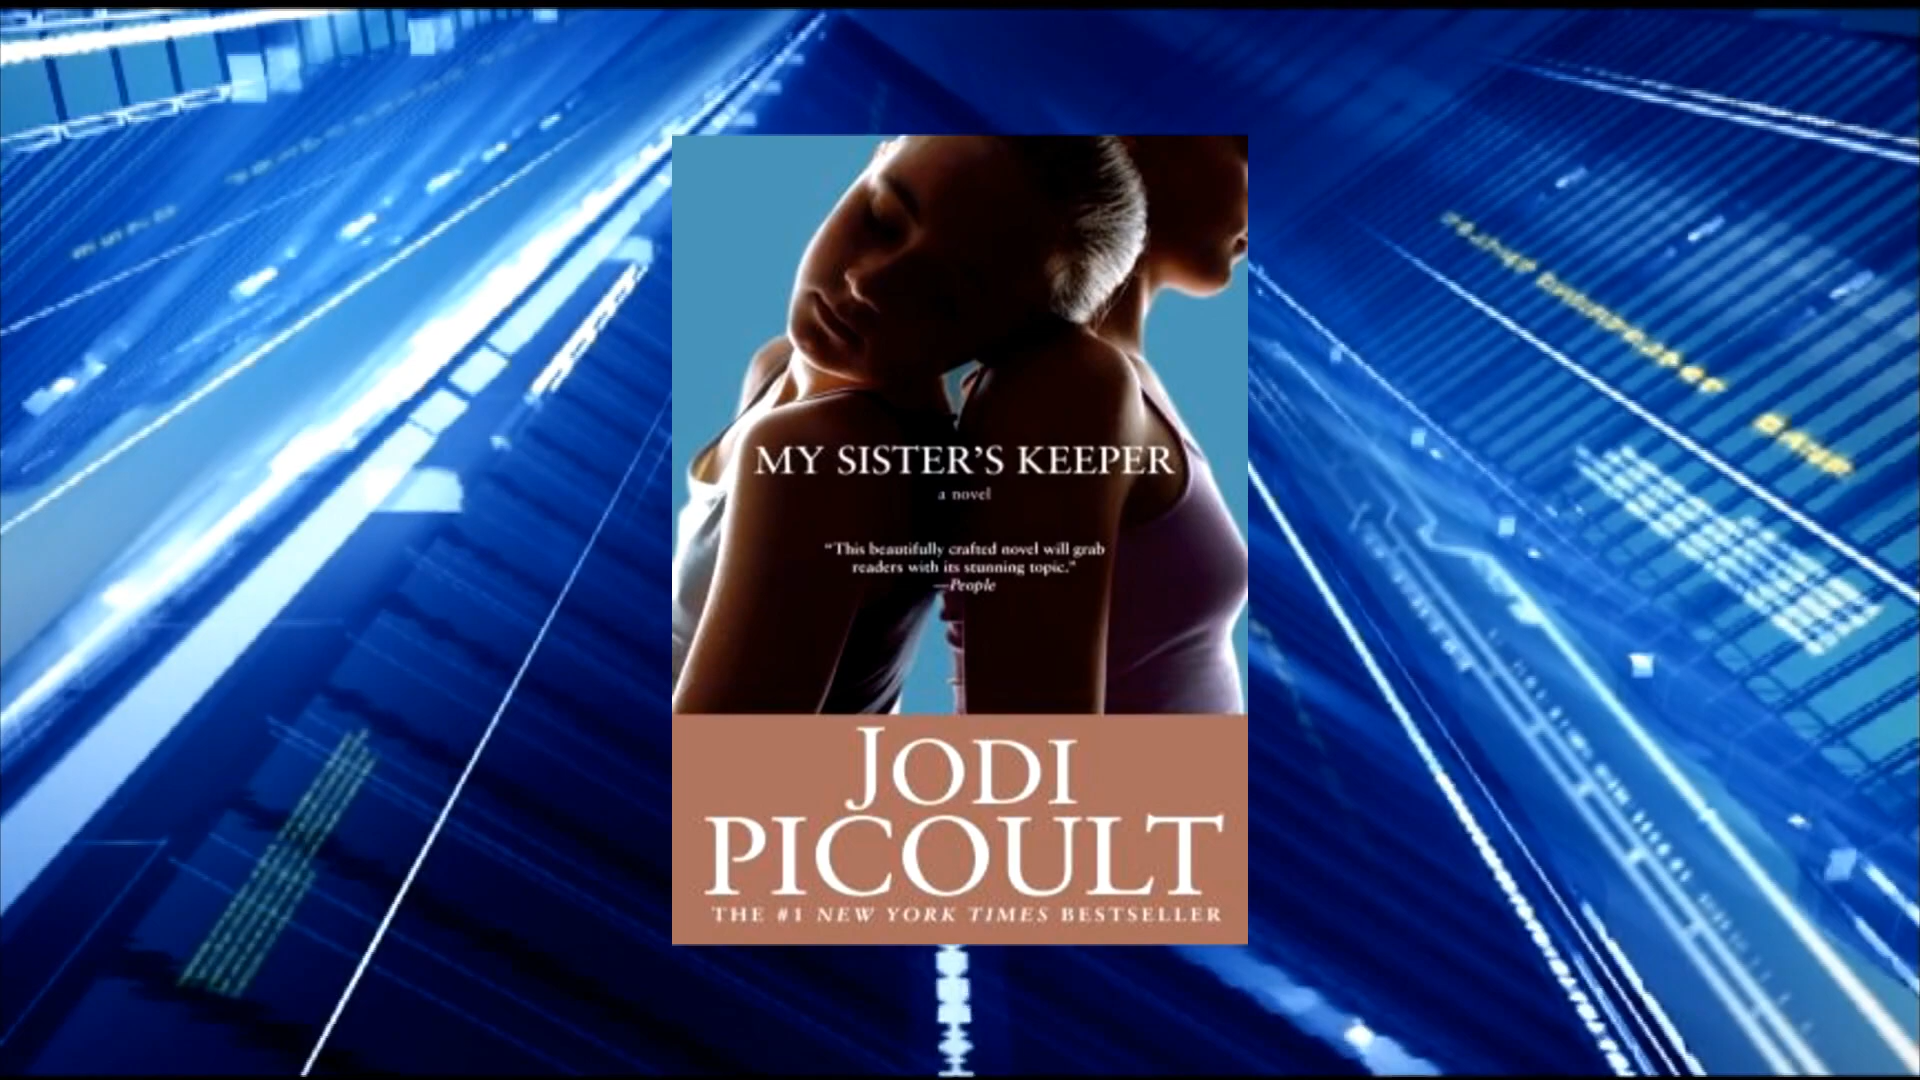 MY SISTER’S KEEPER
a novel
“This beautifully crafted novel will grab
readers with its stunning topic.”
—People
JODI
PICOULT
THE #1 NEW YORK TIMES BESTSELLER